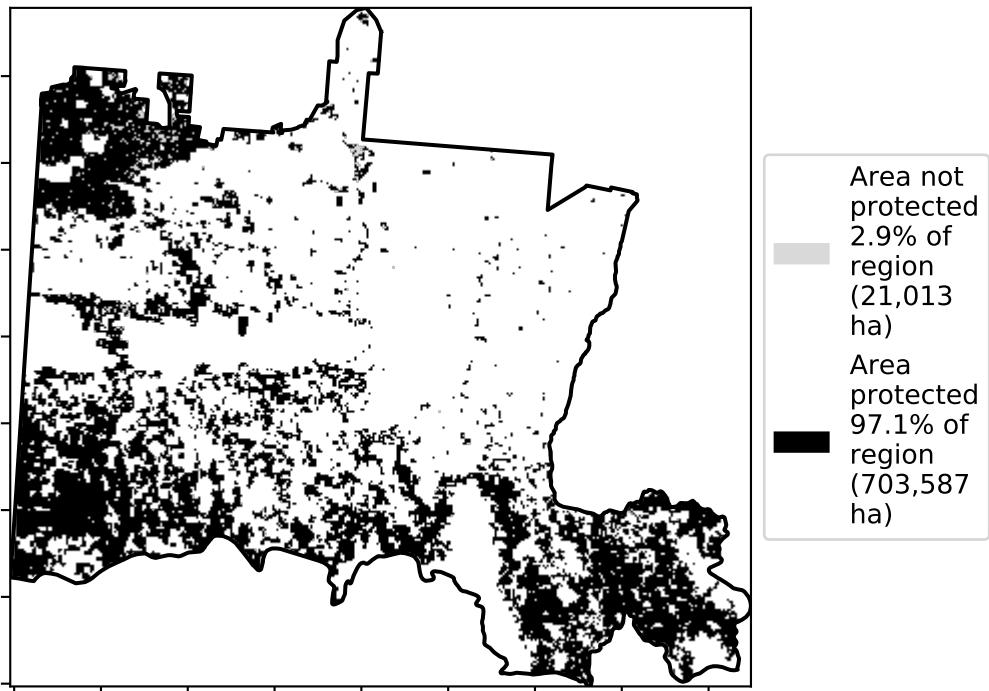 Area not
protected
2.9% of
region
(21,013
ha)
Area
protected
97.1% of
region
(703,587
ha)